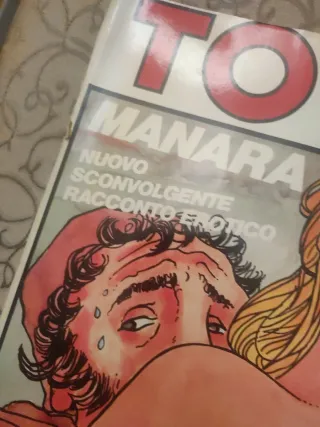 TO
MANARA
NUOVO
SCONVOLGENTE
RACCONTO EROTICO